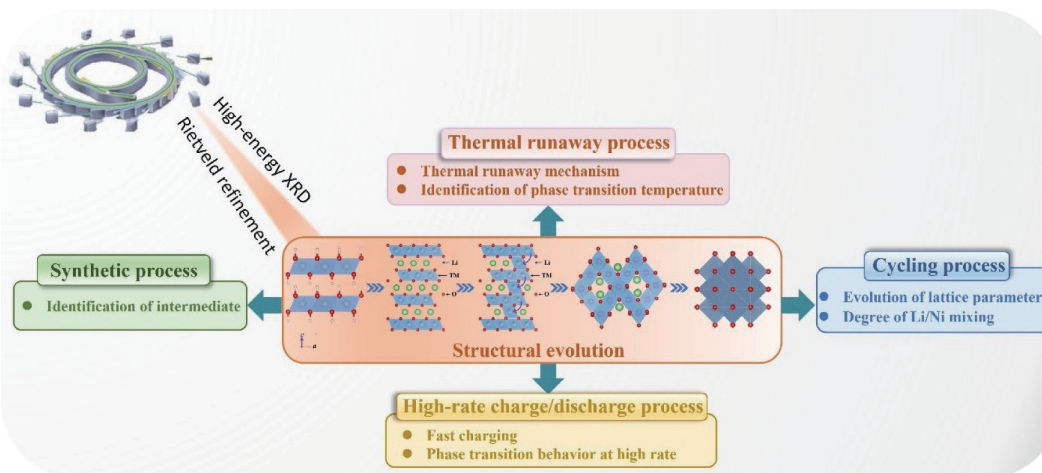 High-energy XRD
Rietveld refinement
Thermal runaway process
● Thermal runaway mechanism
● Identification of phase transition temperature
Synthetic process
● Identification of intermediate
Li
TM
O
Li
TM
O
c
a
Structural evolution
Cycling process
● Evolution of lattice parameter
● Degree of Li/Ni mixing
High-rate charge/discharge process
● Fast charging
● Phase transition behavior at high rate